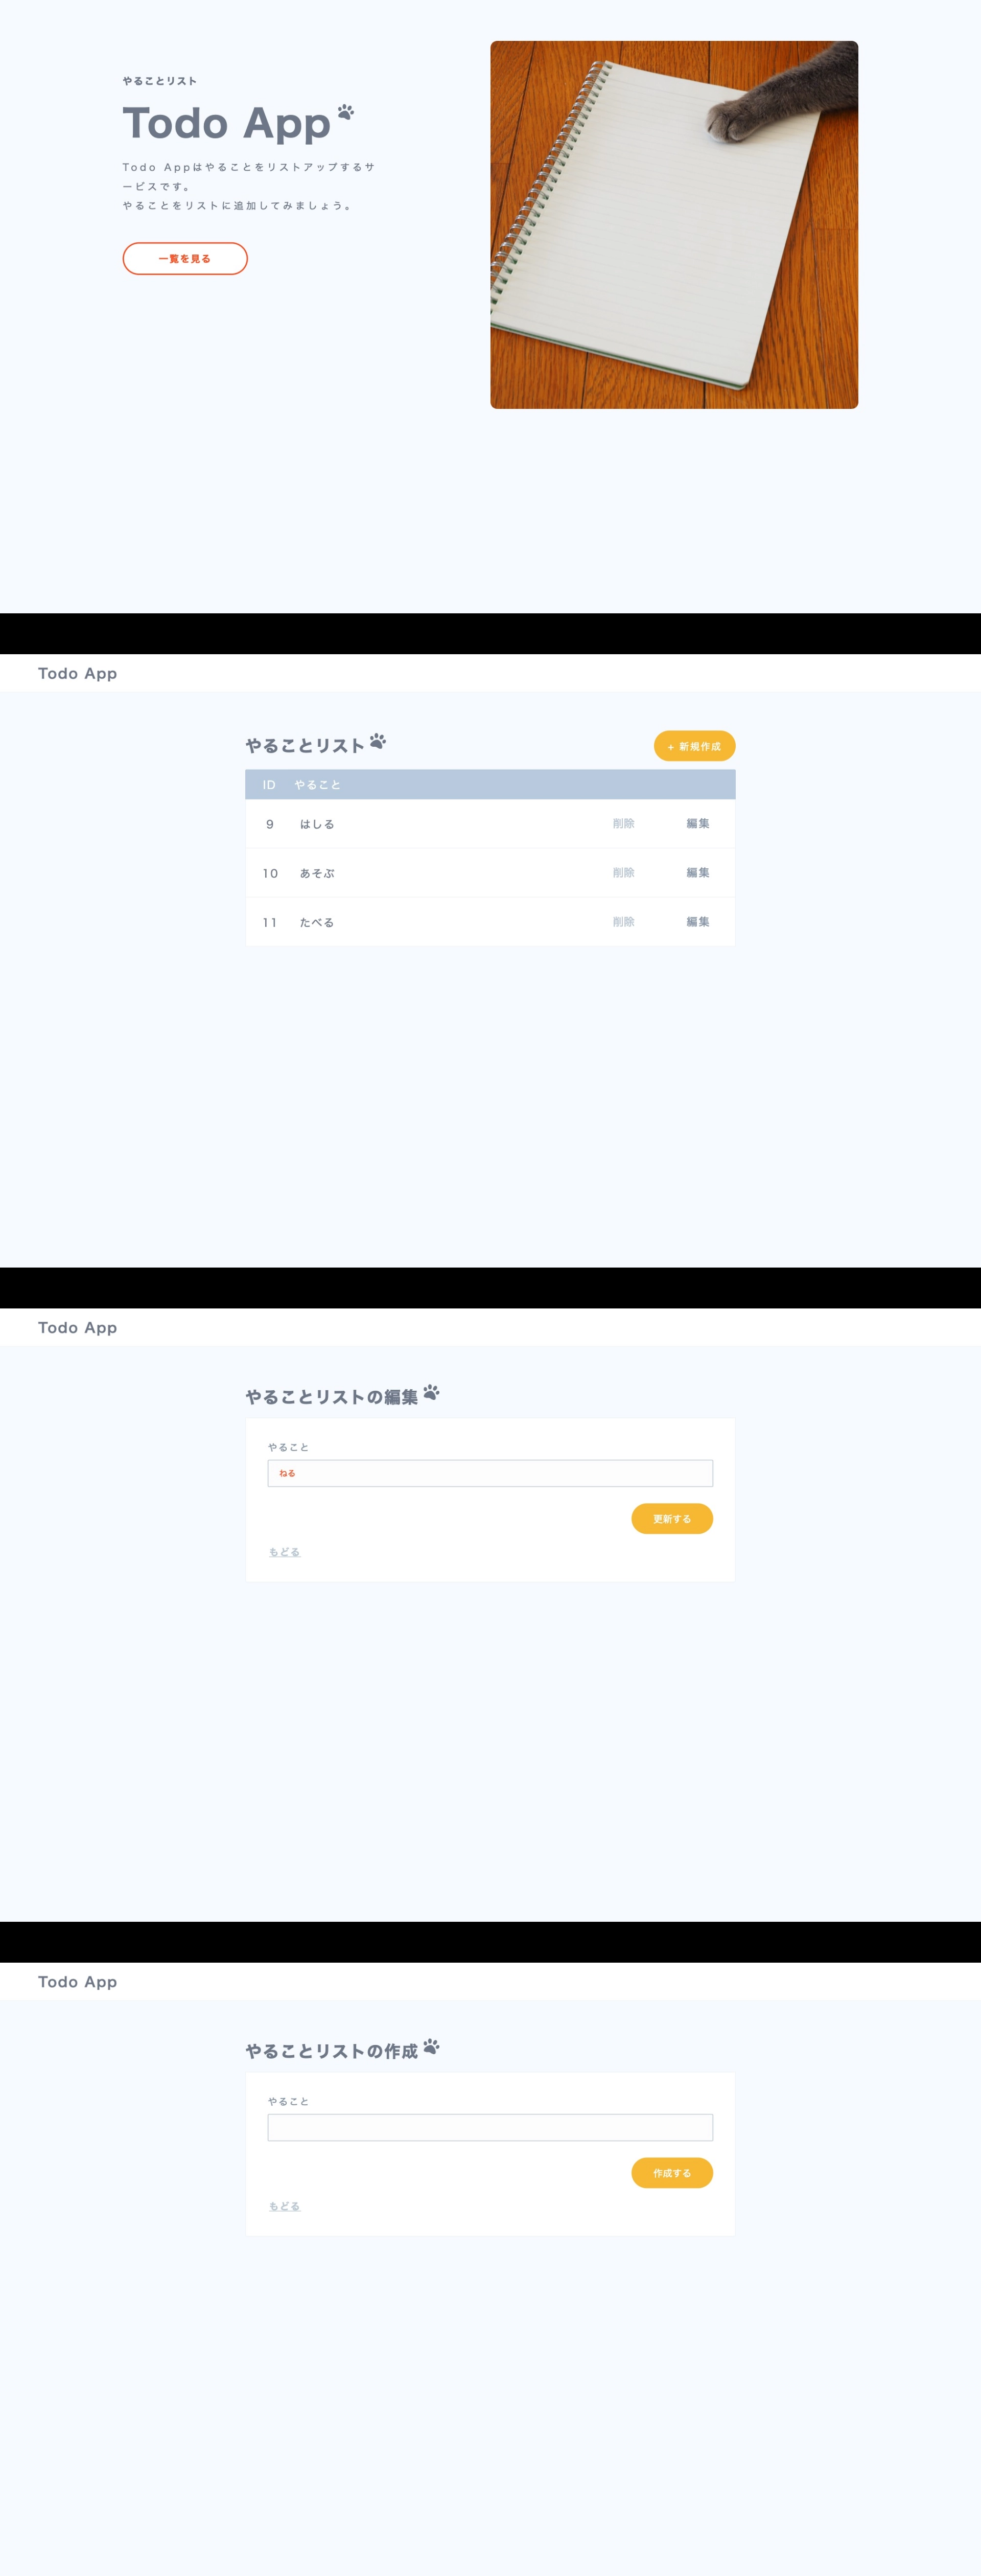 やることリスト
Todo App
Todo Appはやることをリストアップするサ
ービスです。
やることをリストに追加してみましょう。
一覧を見る
Todo App
やることリスト
+ 新規作成
ID やること
9 はしる 削除 編集
10 あそぶ 削除 編集
11 たべる 削除 編集
Todo App
やることリストの編集
やること
ねる
更新する
もどる
Todo App
やることリストの作成
やること
作成する
もどる